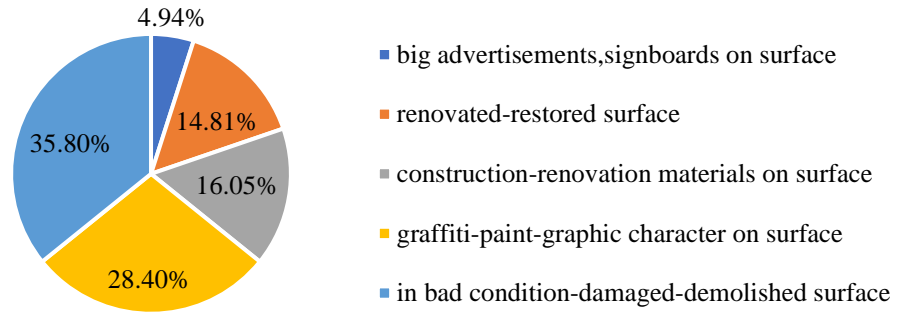 4.94%
14.81%
16.05%
28.40%
35.80%
big advertisements,signboards on surface
renovated-restored surface
construction-renovation materials on surface
graffiti-paint-graphic character on surface
in bad condition-damaged-demolished surface